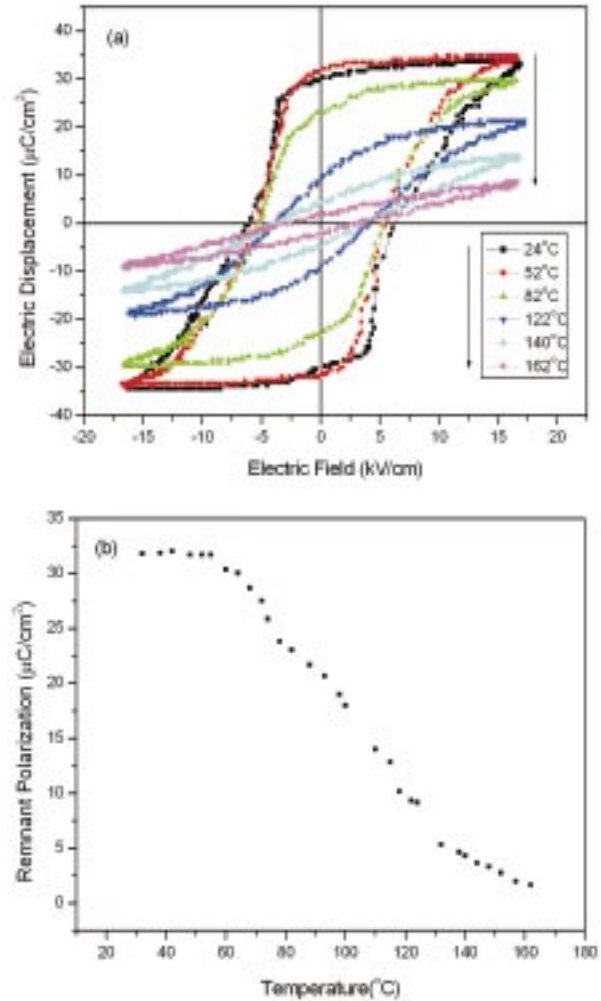 (a)
45
40
30
20
10
0
-10
-20
-30
-40
-20 -15 -10 -5 0 5 10 15 20
Electric Displacement (μC/cm²)
Electric Field (kV/cm)
24°C
52°C
82°C
122°C
140°C
162°C
(b)
35
30
25
20
15
10
5
0
20 40 60 80 100 120 140 160 180
Remnant Polarization (μC/cm²)
Temperature(°C)